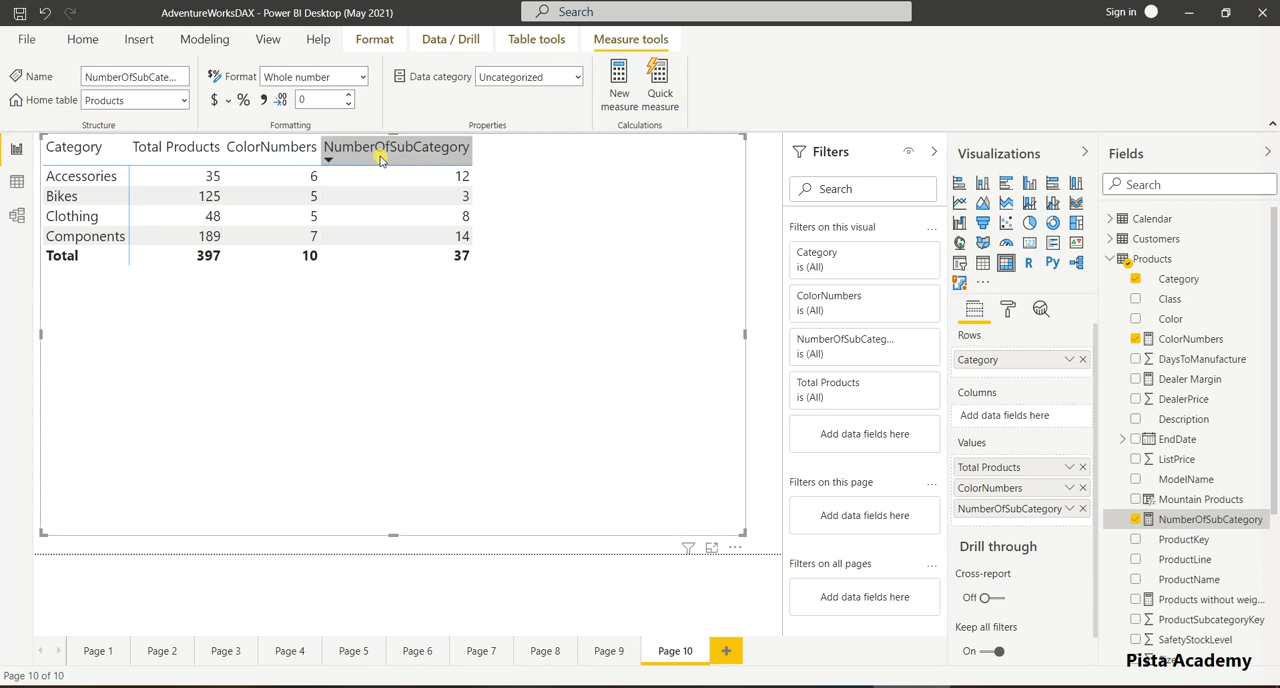 AdventureWorksDAX - Power BI Desktop (May 2021)
Search
Sign in
File
Home
Insert
Modeling
View
Help
Format
Data / Drill
Table tools
Measure tools
Name
NumberOfSubCate...
Home table
Products
Structure
Format
Whole number
$
%
0
Formatting
Data category
Uncategorized
Properties
New measure
Quick measure
Calculations
Category Total Products ColorNumbers NumberOfSubCategory
Accessories 35 6 12
Bikes 125 5 3
Clothing 48 5 8
Components 189 7 14
Total 397 10 37
Filters
Search
Filters on this visual
...
Category
is (All)
ColorNumbers
is (All)
NumberOfSubCateg...
is (All)
Total Products
is (All)
Add data fields here
Filters on this page
...
Add data fields here
Filters on all pages
...
Add data fields here
Visualizations
R
Py
...
Rows
Category
Columns
Add data fields here
Values
Total Products
ColorNumbers
NumberOfSubCategory
Drill through
Cross-report
Off
Keep all filters
On
Fields
Search
Calendar
Customers
Products
Category
Class
Color
ColorNumbers
DaysToManufacture
Dealer Margin
DealerPrice
Description
EndDate
ListPrice
ModelName
Mountain Products
NumberOfSubCategory
ProductKey
ProductLine
ProductName
Products without weig...
ProductSubcategoryKey
SafetyStockLevel
Pista Academy
Page 1
Page 2
Page 3
Page 4
Page 5
Page 6
Page 7
Page 8
Page 9
Page 10
+
Page 10 of 10